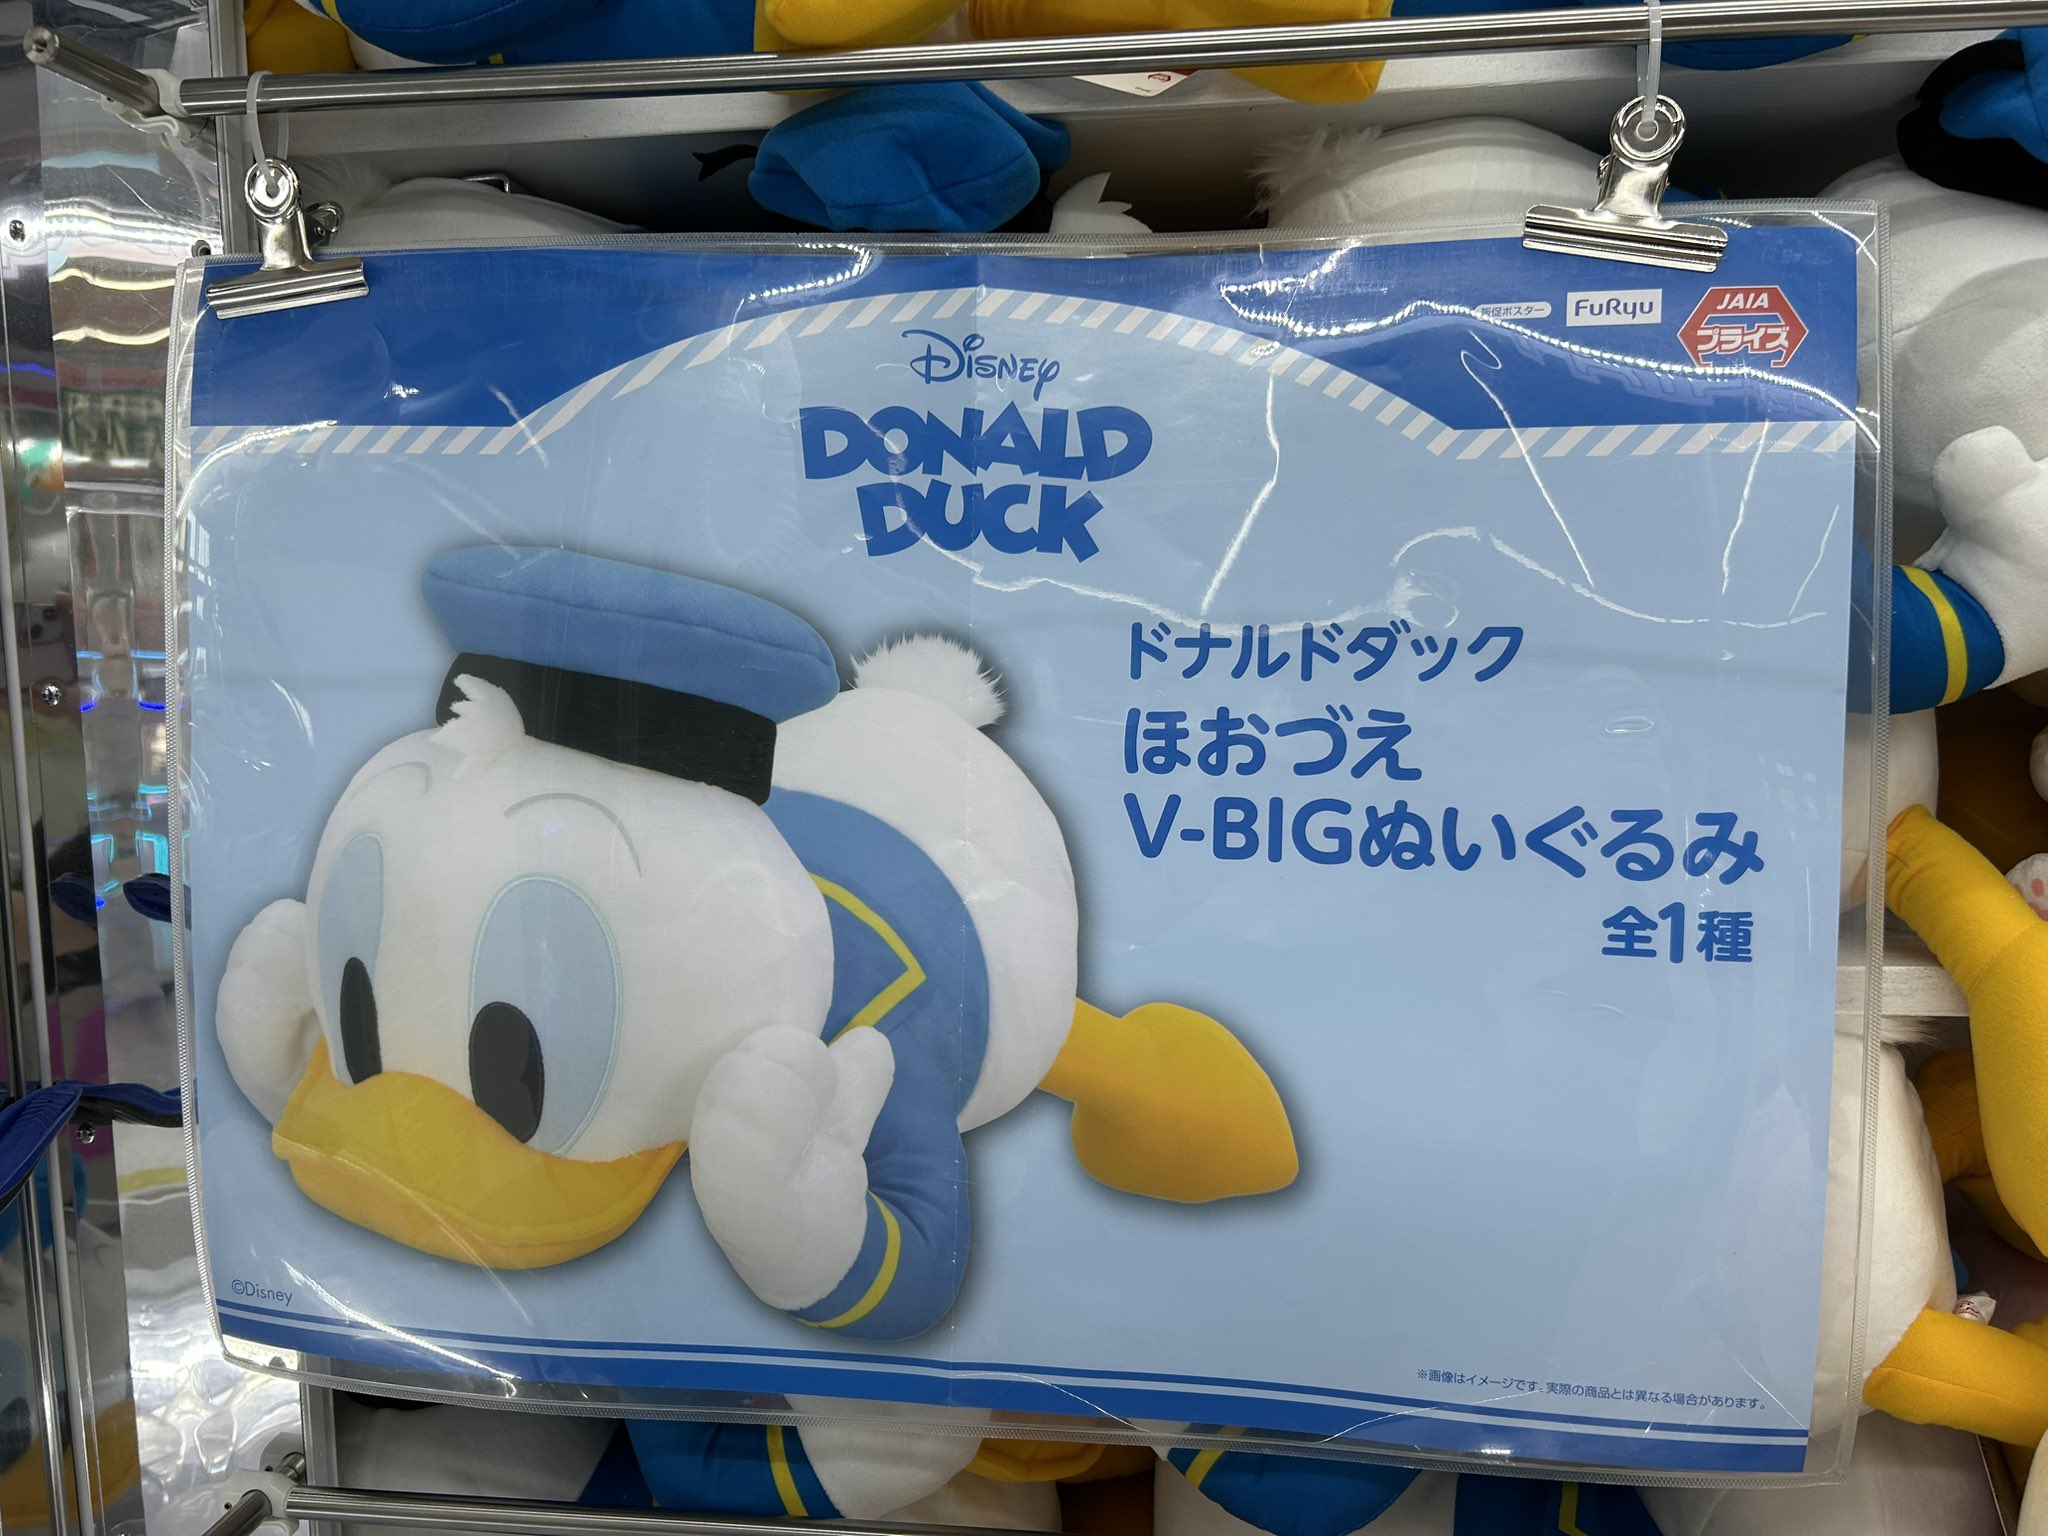 販促ポスター
FuRyu
JAIA
プライズ
Disney
DONALD
DUCK
ドナルドダック
ほおづえ
V-BIGぬいぐるみ
全1種
©Disney
※画像はイメージです。実際の商品とは異なる場合があります。